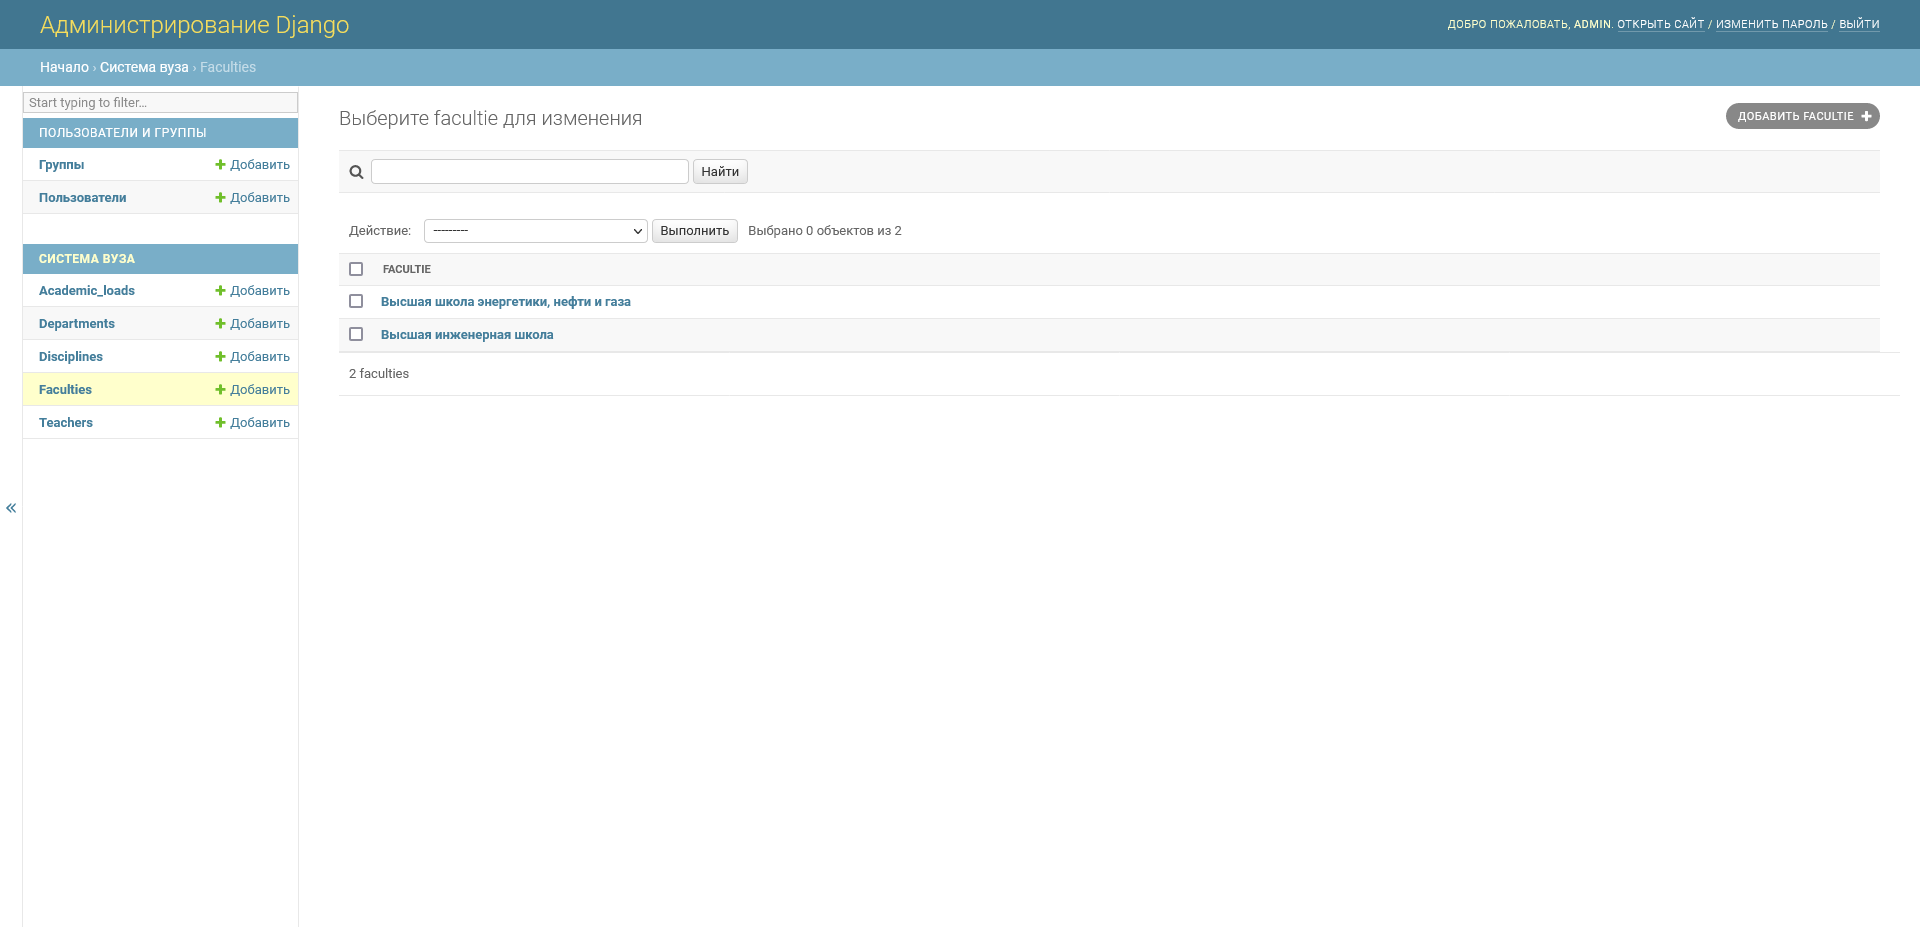 Администрирование Django
ДОБРО ПОЖАЛОВАТЬ, ADMIN. ОТКРЫТЬ САЙТ / ИЗМЕНИТЬ ПАРОЛЬ / ВЫЙТИ
Начало › Система вуза › Faculties
Start typing to filter...
ПОЛЬЗОВАТЕЛИ И ГРУППЫ
Группы Добавить
Пользователи Добавить
СИСТЕМА ВУЗА
Academic_loads Добавить
Departments Добавить
Disciplines Добавить
Faculties Добавить
Teachers Добавить
«
Выберите facultie для изменения
ДОБАВИТЬ FACULTIE
Найти
Действие: --------- Выполнить Выбрано 0 объектов из 2
FACULTIE
Высшая школа энергетики, нефти и газа
Высшая инженерная школа
2 faculties